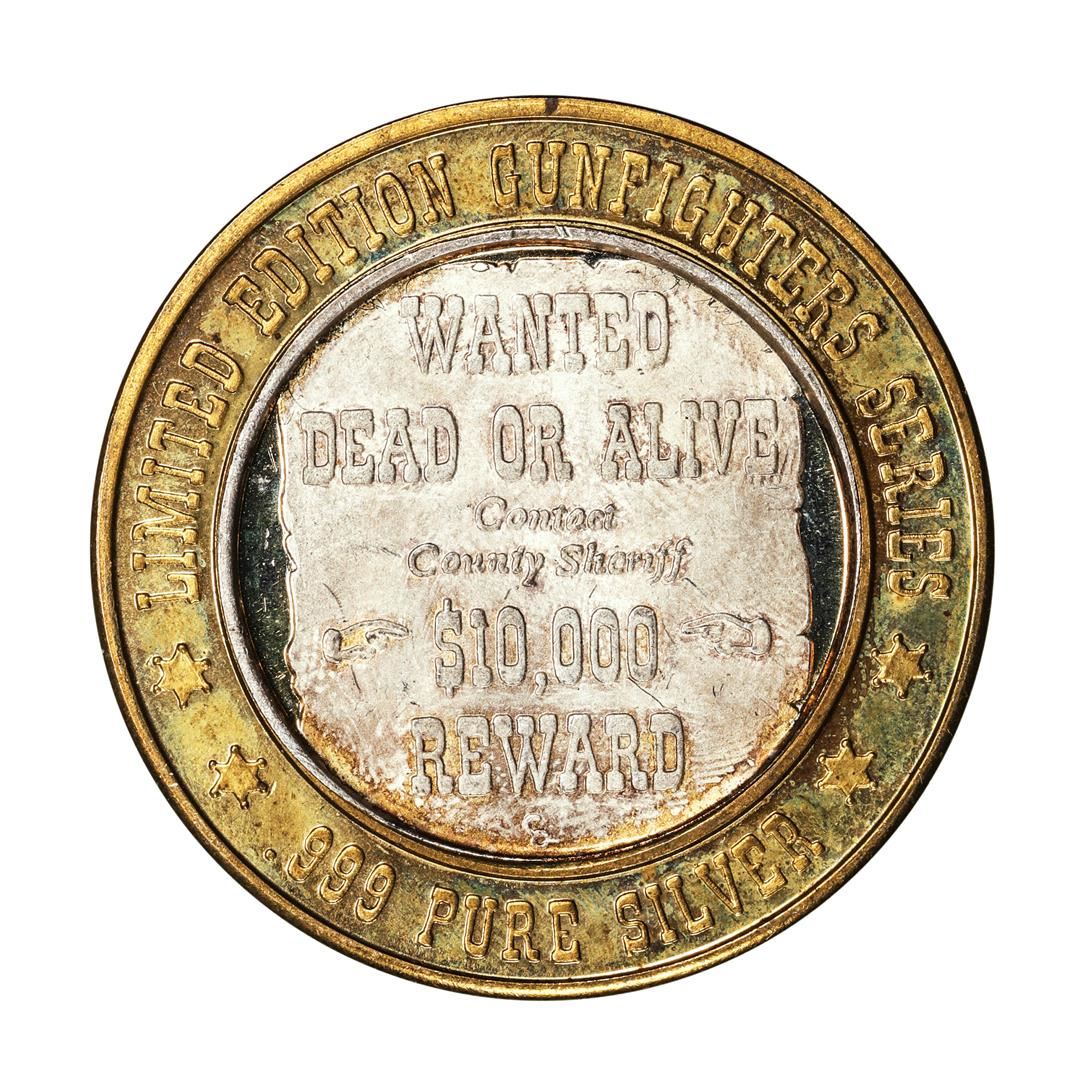 LIMITED EDITION GUNFIGHTERS SERIES
WANTED
DEAD OR ALIVE
Contact
County Sheriff
$10,000
REWARD
.999 PURE SILVER